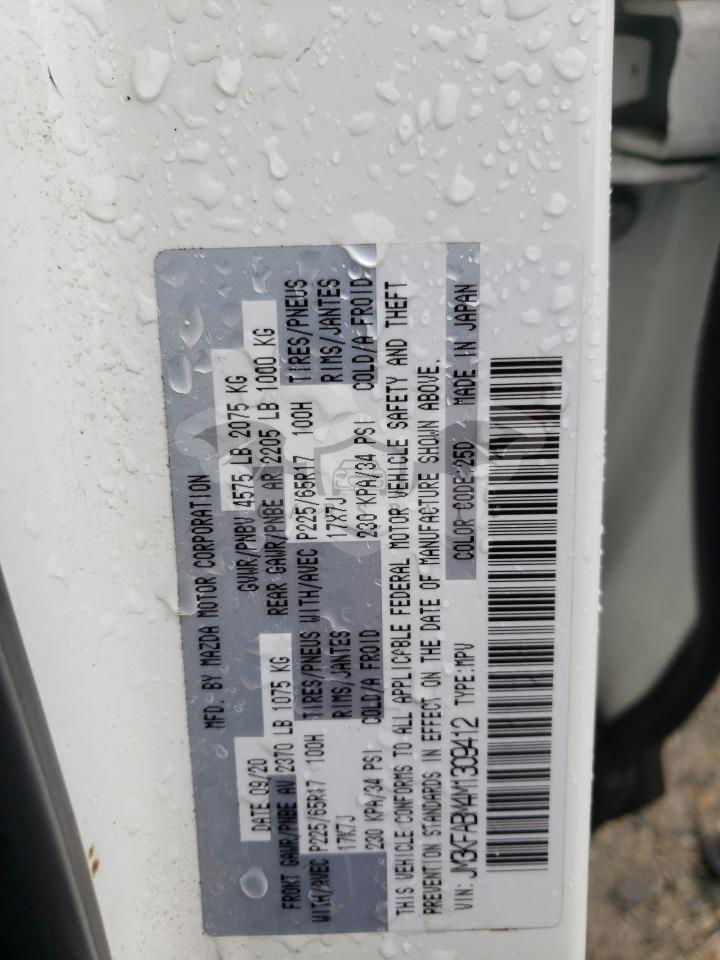 MFD. BY MAZDA MOTOR CORPORATION
DATE 09/20 GVWR/PNBV 4575 LB 2075 KG
FRONT GAWR/PNBE AV 2370 LB 1075 KG REAR GAWR/PNBE AR 2205 LB 1000 KG
WITH/AVEC P225/65R17 100H TIRES/PNEUS WITH/AVEC P225/65R17 100H TIRES/PNEUS
17X7J RIMS/JANTES 17X7J RIMS/JANTES
230 KPA/34 PSI COLD/A FROID 230 KPA/34 PSI COLD/A FROID
THIS VEHICLE CONFORMS TO ALL APPLICABLE FEDERAL MOTOR VEHICLE SAFETY AND THEFT
PREVENTION STANDARDS IN EFFECT ON THE DATE OF MANUFACTURE SHOWN ABOVE.
VIN: JM3KFABM4M1309412 TYPE:MPV COLOR CODE:25D MADE IN JAPAN